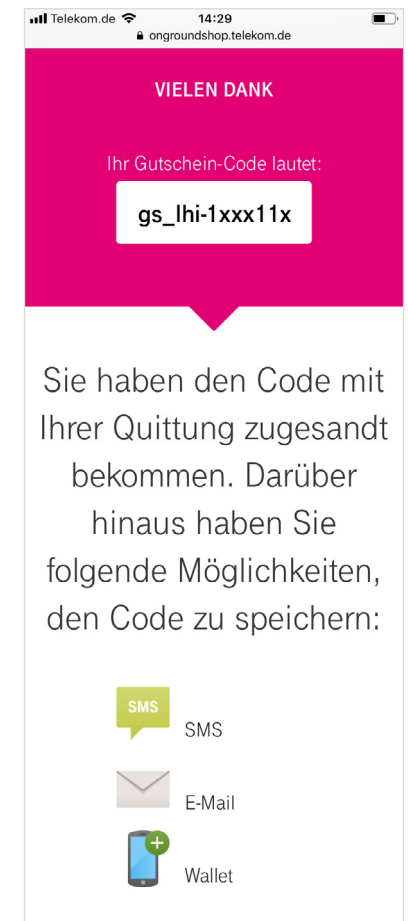 Telekom.de 14:29
ongroundshop.telekom.de
VIELEN DANK
Ihr Gutschein-Code lautet:
gs_lhi-1xxx11x
Sie haben den Code mit
Ihrer Quittung zugesandt
bekommen. Darüber
hinaus haben Sie
folgende Möglichkeiten,
den Code zu speichern:
SMS
SMS
E-Mail
Wallet